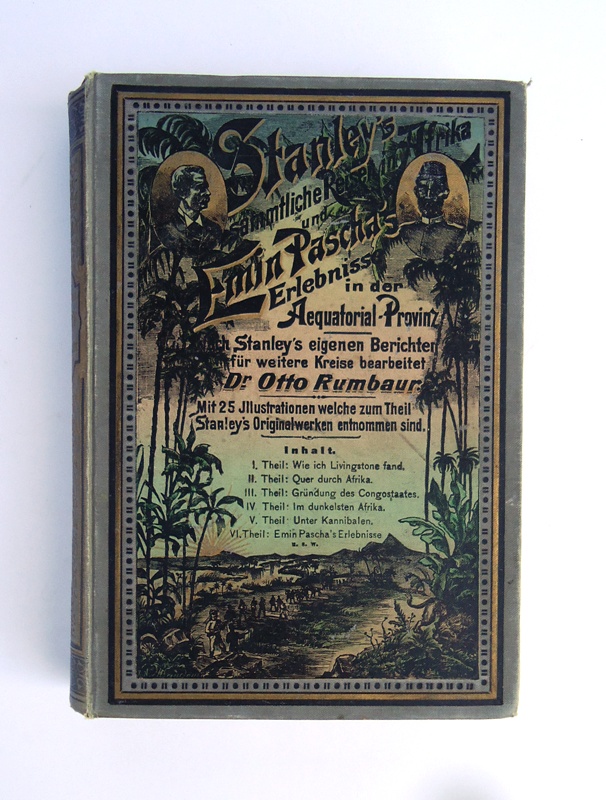 Stanley's
sämmtliche Reisen in Afrika
und
Emin Pascha's
Erlebnisse
in der
Aequatorial-Provinz
Stanley's eigenen Berichten
für weitere Kreise bearbeitet
Dr Otto Rumbaur.
Mit 25 Jllustrationen welche zum Theil
Stanley's Originalwerken entnommen sind.
Inhalt.
I. Theil: Wie ich Livingstone fand.
II. Theil: Quer durch Afrika.
III. Theil: Gründung des Congostaates.
IV Theil: Im dunkelsten Afrika.
V. Theil: Unter Kannibalen.
VI. Theil: Emin Pascha's Erlebnisse
u. s. w.